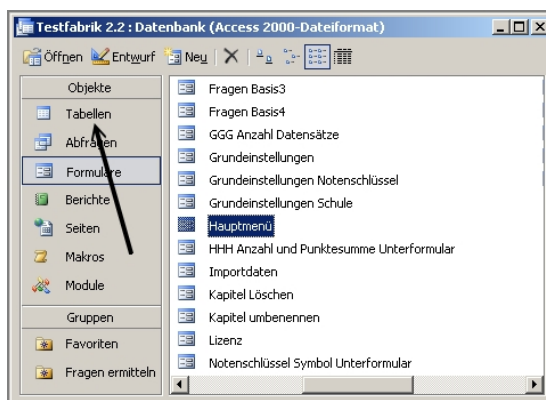 Testfabrik 2.2 : Datenbank (Access 2000-Dateiformat)
Öffnen Entwurf Neu
Objekte
Tabellen
Abfragen
Formulare
Berichte
Seiten
Makros
Module
Gruppen
Favoriten
Fragen ermitteln
Fragen Basis3
Fragen Basis4
GGG Anzahl Datensätze
Grundeinstellungen
Grundeinstellungen Notenschlüssel
Grundeinstellungen Schule
Hauptmenü
HHH Anzahl und Punktesumme Unterformular
Importdaten
Kapitel Löschen
Kapitel umbenennen
Lizenz
Notenschlüssel Symbol Unterformular